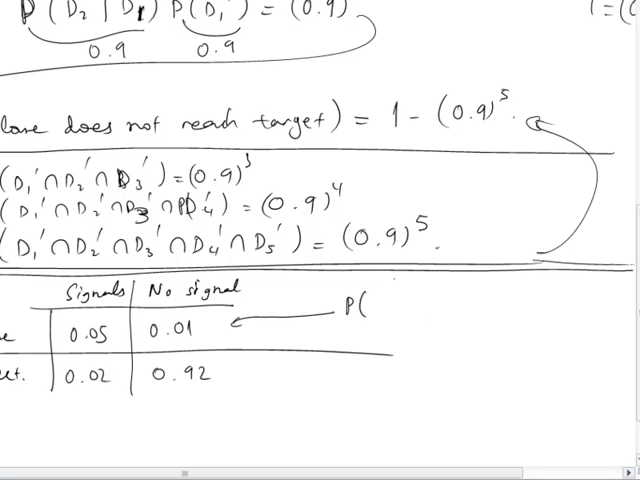 P(D₂'|D₁') P(D₁') = (0.9)
0.9 0.9
1 = (
lane does not reach target) = 1 - (0.9)⁵.
(D₁' ∩ D₂' ∩ D₃') = (0.9)³
(D₁' ∩ D₂' ∩ D₃' ∩ D₄') = (0.9)⁴
(D₁' ∩ D₂' ∩ D₃' ∩ D₄' ∩ D₅') = (0.9)⁵.
Signals No signal
e 0.05 0.01 P(
et. 0.02 0.92